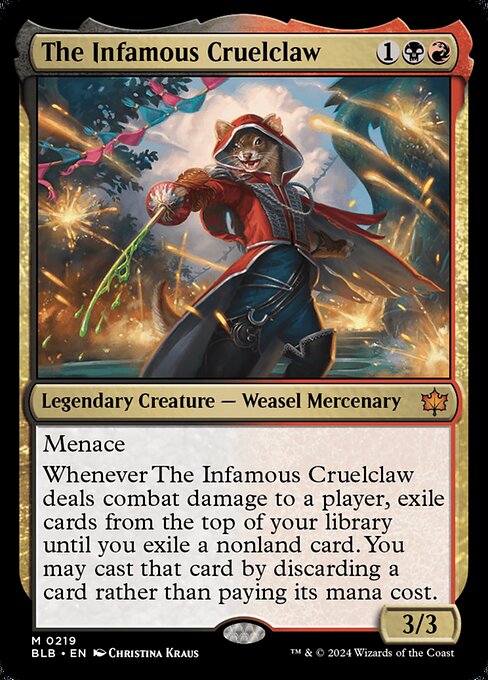 The Infamous Cruelclaw 1
Legendary Creature — Weasel Mercenary
Menace
Whenever The Infamous Cruelclaw
deals combat damage to a player, exile
cards from the top of your library
until you exile a nonland card. You
may cast that card by discarding a
card rather than paying its mana cost.
3/3
M 0219
BLB • EN Christina Kraus
™ & © 2024 Wizards of the Coast